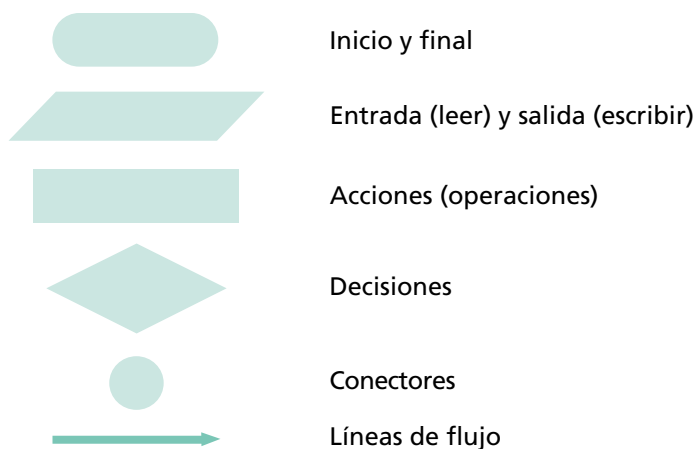 Inicio y final
Entrada (leer) y salida (escribir)
Acciones (operaciones)
Decisiones
Conectores
Líneas de flujo